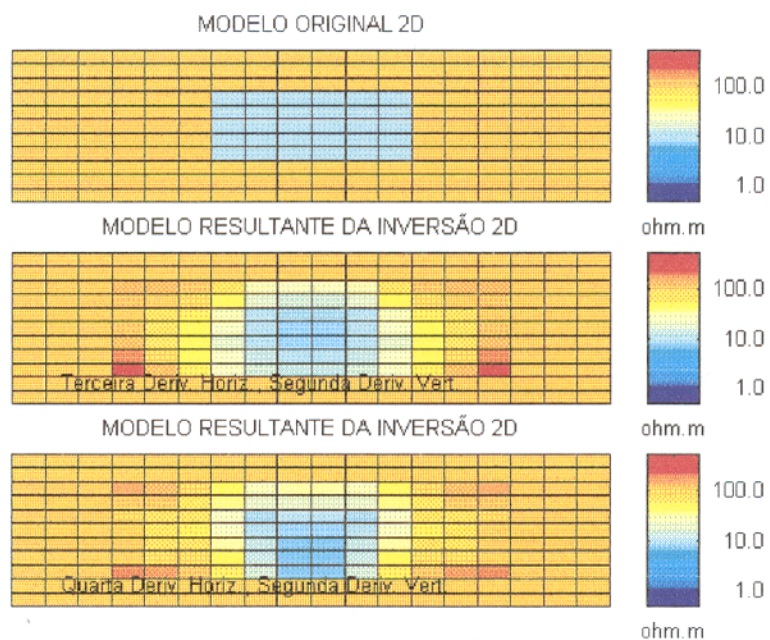 MODELO ORIGINAL 2D
100.0
10.0
1.0
ohm.m
MODELO RESULTANTE DA INVERSÃO 2D
100.0
10.0
1.0
Terceira Deriv. Horiz., Segunda Deriv. Vert.
ohm.m
MODELO RESULTANTE DA INVERSÃO 2D
100.0
10.0
1.0
Quarta Deriv. Horiz., Segunda Deriv. Vert.
ohm.m